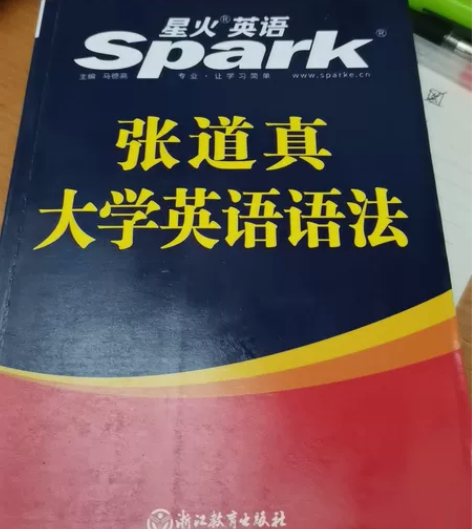 星火®英语
Spark®
主编 马德高 专业·让学习简单 www.sparke.cn
张道真
大学英语语法
浙江教育出版社